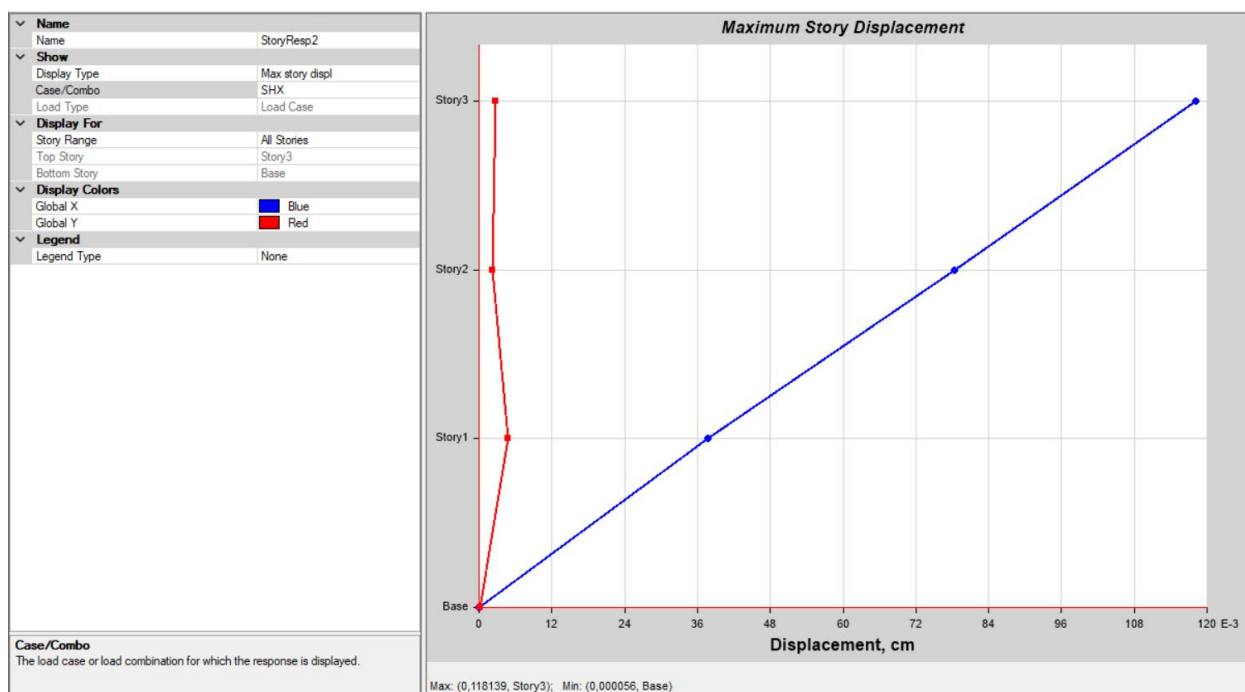 Name
Name StoryResp2
Show
Display Type Max story displ
Case/Combo SHX
Load Type Load Case
Display For
Story Range All Stories
Top Story Story3
Bottom Story Base
Display Colors
Global X Blue
Global Y Red
Legend
Legend Type None
Case/Combo
The load case or load combination for which the response is displayed.
Maximum Story Displacement
Story3
Story2
Story1
Base
0 12 24 36 48 60 72 84 96 108 120 E-3
Displacement, cm
Max: (0,118139, Story3); Min: (0,000056, Base)